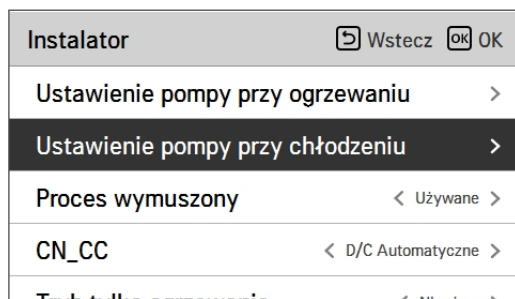 Instalator Wstecz OK OK
Ustawienie pompy przy ogrzewaniu >
Ustawienie pompy przy chłodzeniu >
Proces wymuszony < Używane >
CN_CC < D/C Automatyczne >